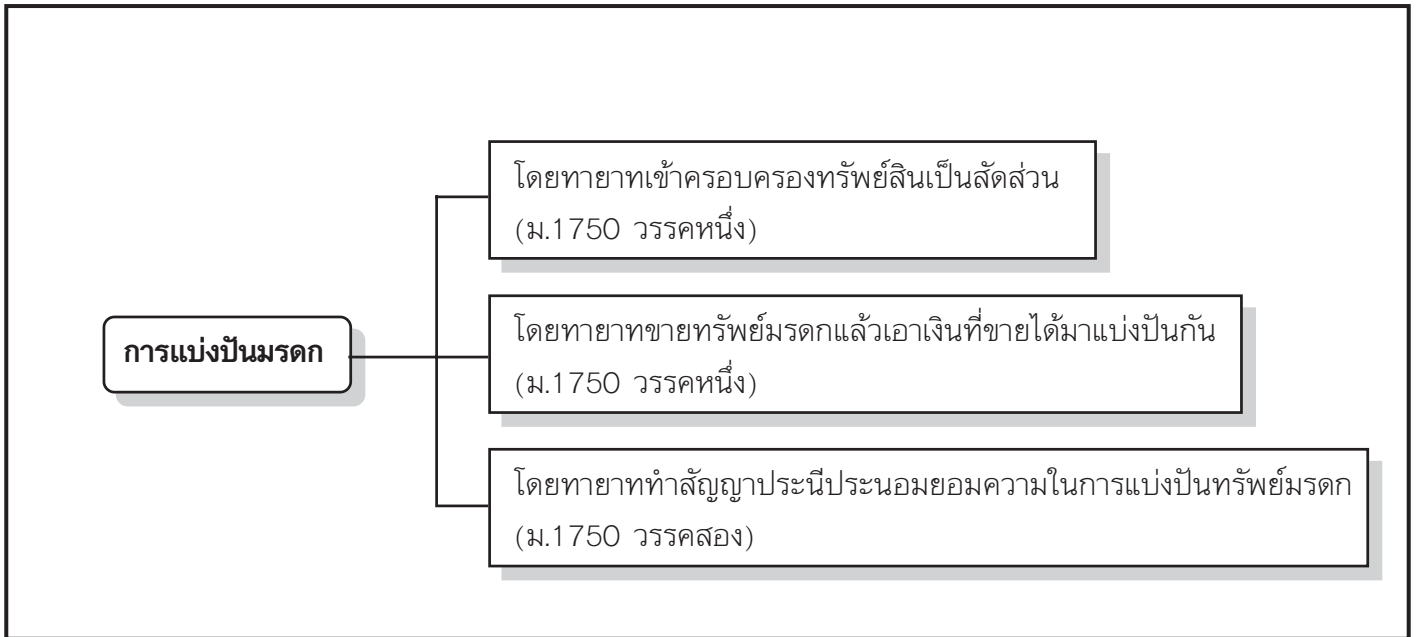 โดยทายาทเข้าครอบครองทรัพย์สินเป็นสัดส่วน
(ม.1750 วรรคหนึ่ง)
การแบ่งปันมรดก
โดยทายาทขายทรัพย์มรดกแล้วเอาเงินที่ขายได้มาแบ่งปันกัน
(ม.1750 วรรคหนึ่ง)
โดยทายาททำสัญญาประนีประนอมยอมความในการแบ่งปันทรัพย์มรดก
(ม.1750 วรรคสอง)